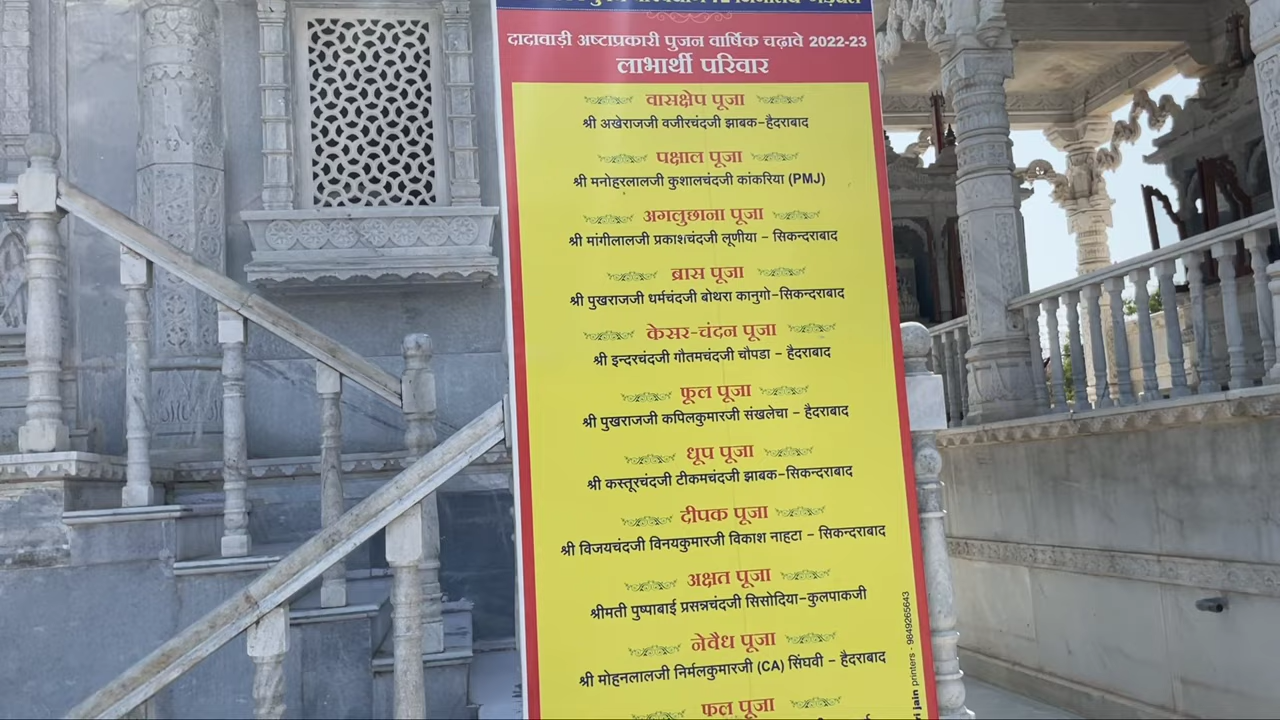 दादावाड़ी अष्टाप्रकारी पुजन वार्षिक चढ़ावे 2022-23
लाभार्थी परिवार
वासक्षेप पूजा
श्री अखेराजजी वजीरचंदजी झाबक-हैदराबाद
पक्षाल पूजा
श्री मनोहरलालजी कुशालचंदजी कांकरिया (PMJ)
अगलुछाना पूजा
श्री मांगीलालजी प्रकाशचंदजी लूणीया - सिकन्दराबाद
ब्रास पूजा
श्री पुखराजजी धर्मचंदजी बोथरा कानुगो-सिकन्दराबाद
केसर-चंदन पूजा
श्री इन्दरचंदजी गौतमचंदजी चौपडा - हैदराबाद
फूल पूजा
श्री पुखराजजी कपिलकुमारजी संखलेचा - हैदराबाद
धूप पूजा
श्री कस्तूरचंदजी टीकमचंदजी झाबक-सिकन्दराबाद
दीपक पूजा
श्री विजयचंदजी विनयकुमारजी विकाश नाहटा - सिकन्दराबाद
अक्षत पूजा
श्रीमती पुष्पाबाई प्रसन्नचंदजी सिसोदिया-कुलपाकजी
नेवैध पूजा
श्री मोहनलालजी निर्मलकुमारजी (CA) सिंघवी - हैदराबाद
फल पूजा
jain printers - 9849265643